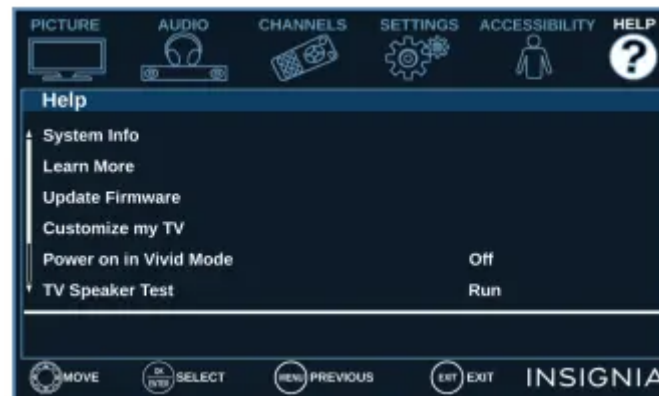 PICTURE AUDIO CHANNELS SETTINGS ACCESSIBILITY HELP
?
Help
System Info
Learn More
Update Firmware
Customize my TV
Power on in Vivid Mode Off
TV Speaker Test Run
MOVE OK ENTER SELECT MENU PREVIOUS EXIT EXIT INSIGNIA